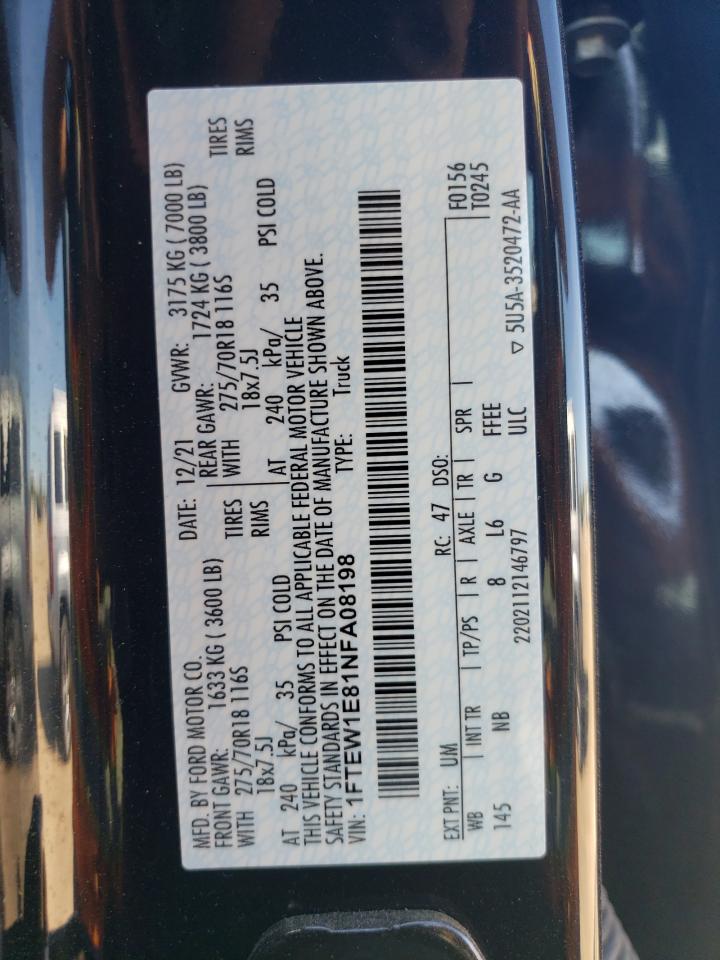 MFD. BY FORD MOTOR CO. DATE: 12/21 GVWR: 3175 KG ( 7000 LB)
FRONT GAWR: 1633 KG ( 3600 LB) REAR GAWR: 1724 KG ( 3800 LB)
WITH 275/70R18 116S TIRES WITH 275/70R18 116S TIRES
18x7.5J RIMS 18x7.5J RIMS
AT 240 kPa/ 35 PSI COLD AT 240 kPa/ 35 PSI COLD
THIS VEHICLE CONFORMS TO ALL APPLICABLE FEDERAL MOTOR VEHICLE
SAFETY STANDARDS IN EFFECT ON THE DATE OF MANUFACTURE SHOWN ABOVE.
VIN: 1FTEW1E81NFA08198 TYPE: Truck
EXT PNT: UM RC: 47 DSO: F0156
WB INT TR TP/PS R AXLE TR SPR T0245
145 NB 8 L6 G FFEE
2202112146797 ULC ▽ 5U5A-3520472-AA